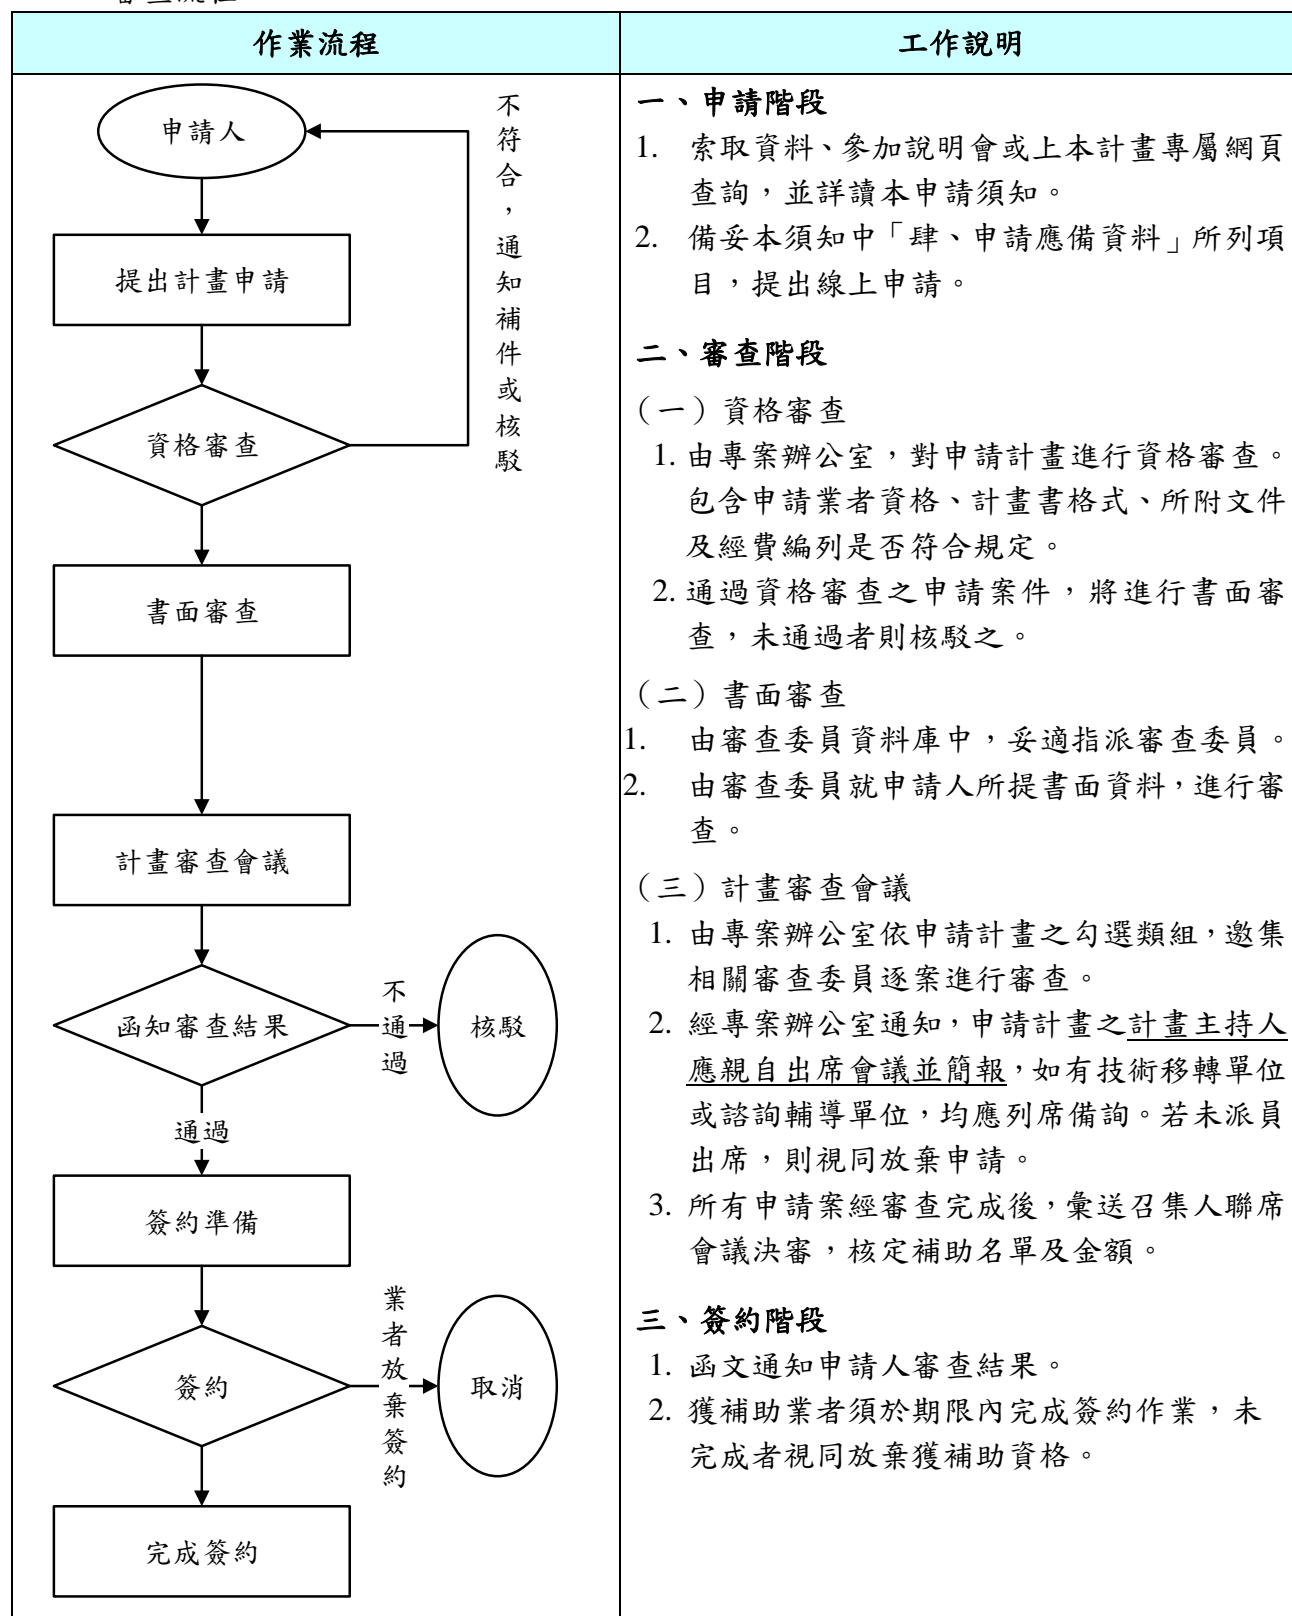 審查流程
作業流程
工作說明
申請人
提出計畫申請
資格審查
不符合，通知補件或核駁
書面審查
計畫審查會議
函知審查結果
不通過
核駁
通過
簽約準備
簽約
業者放棄簽約
取消
完成簽約
一、申請階段
1. 索取資料、參加說明會或上本計畫專屬網頁
查詢，並詳讀本申請須知。
2. 備妥本須知中「肆、申請應備資料」所列項
目，提出線上申請。
二、審查階段
（一）資格審查
1. 由專案辦公室，對申請計畫進行資格審查。
包含申請業者資格、計畫書格式、所附文件
及經費編列是否符合規定。
2. 通過資格審查之申請案件，將進行書面審
查，未通過者則核駁之。
（二）書面審查
1. 由審查委員資料庫中，妥適指派審查委員。
2. 由審查委員就申請人所提書面資料，進行審
查。
（三）計畫審查會議
1. 由專案辦公室依申請計畫之勾選類組，邀集
相關審查委員逐案進行審查。
2. 經專案辦公室通知，申請計畫之計畫主持人
應親自出席會議並簡報，如有技術移轉單位
或諮詢輔導單位，均應列席備詢。若未派員
出席，則視同放棄申請。
3. 所有申請案經審查完成後，彙送召集人聯席
會議決審，核定補助名單及金額。
三、簽約階段
1. 函文通知申請人審查結果。
2. 獲補助業者須於期限內完成簽約作業，未
完成者視同放棄獲補助資格。